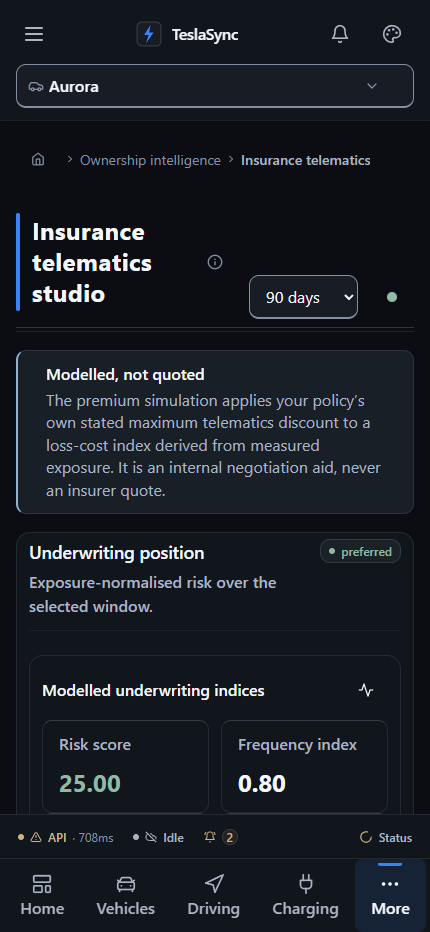 TeslaSync
Aurora
Ownership intelligence
Insurance telematics
Insurance
telematics
studio
90 days
Modelled, not quoted
The premium simulation applies your policy's
own stated maximum telematics discount to a
loss-cost index derived from measured
exposure. It is an internal negotiation aid, never
an insurer quote.
Underwriting position
preferred
Exposure-normalised risk over the
selected window.
Modelled underwriting indices
Risk score
Frequency index
25.00
0.80
API · 708ms
Idle
2
Status
Home
Vehicles
Driving
Charging
More